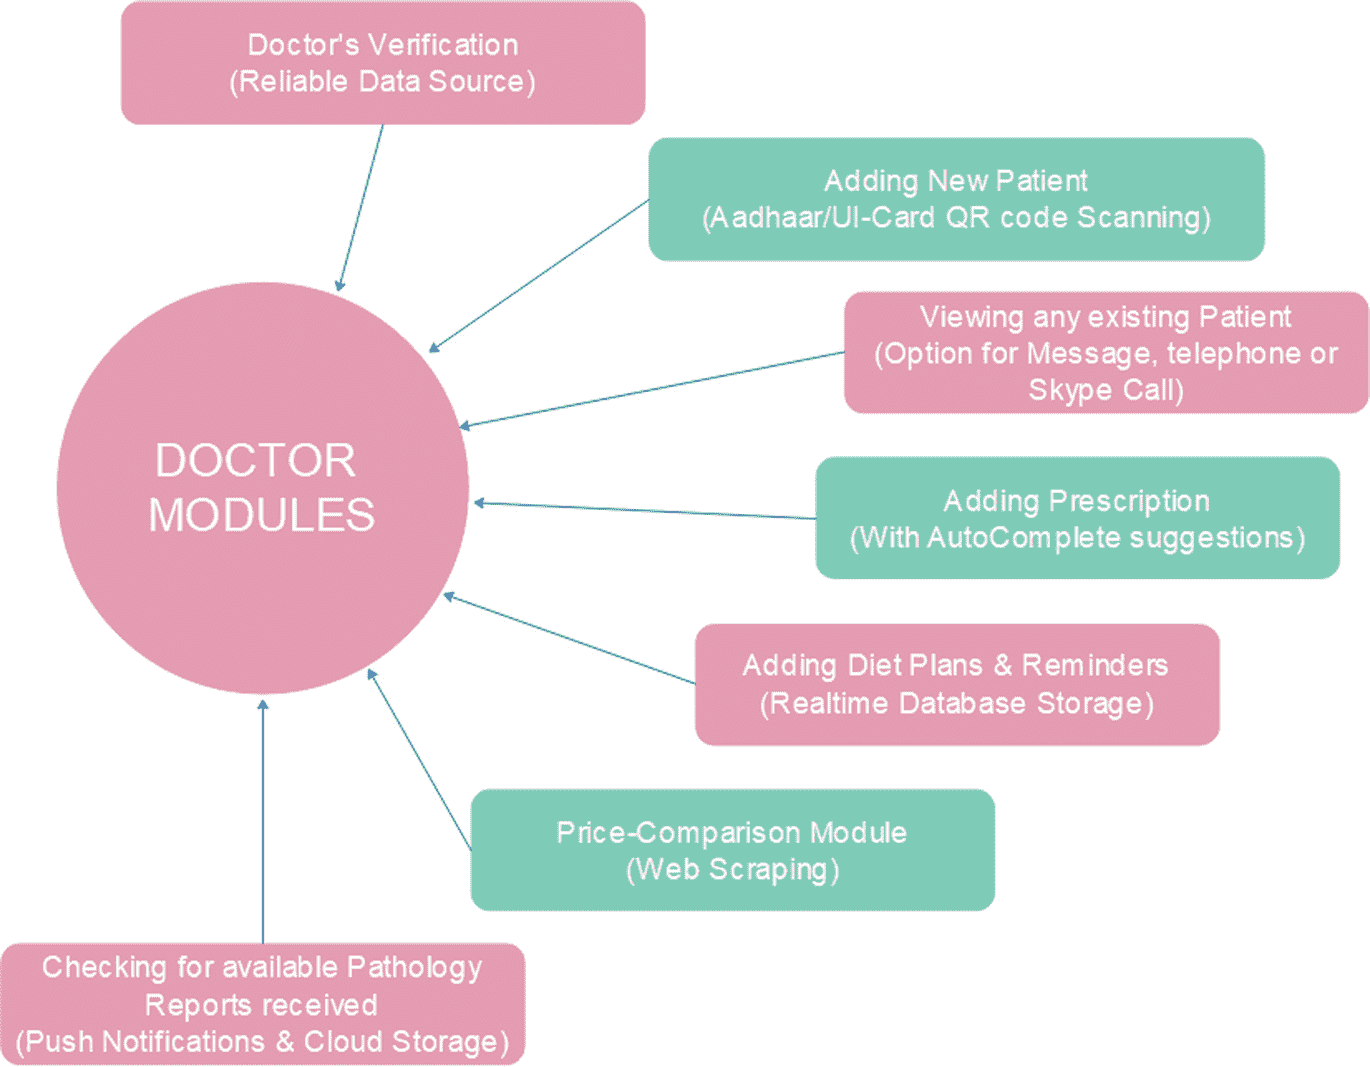 Doctor's Verification
(Reliable Data Source)
Adding New Patient
(Aadhaar/UI-Card QR code Scanning)
Viewing any existing Patient
(Option for Message, telephone or
Skype Call)
DOCTOR
MODULES
Adding Prescription
(With AutoComplete suggestions)
Adding Diet Plans & Reminders
(Realtime Database Storage)
Price-Comparison Module
(Web Scraping)
Checking for available Pathology
Reports received
(Push Notifications & Cloud Storage)